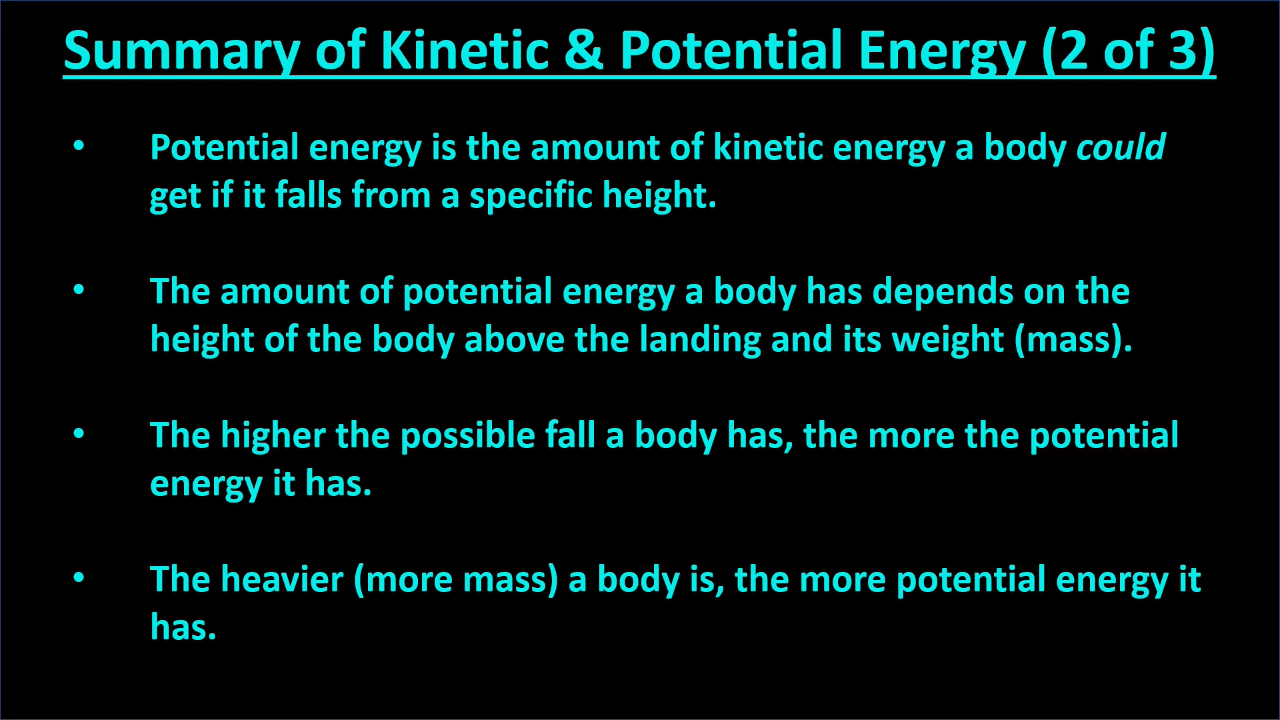 Summary of Kinetic & Potential Energy (2 of 3)
• Potential energy is the amount of kinetic energy a body could
get if it falls from a specific height.
• The amount of potential energy a body has depends on the
height of the body above the landing and its weight (mass).
• The higher the possible fall a body has, the more the potential
energy it has.
• The heavier (more mass) a body is, the more potential energy it
has.